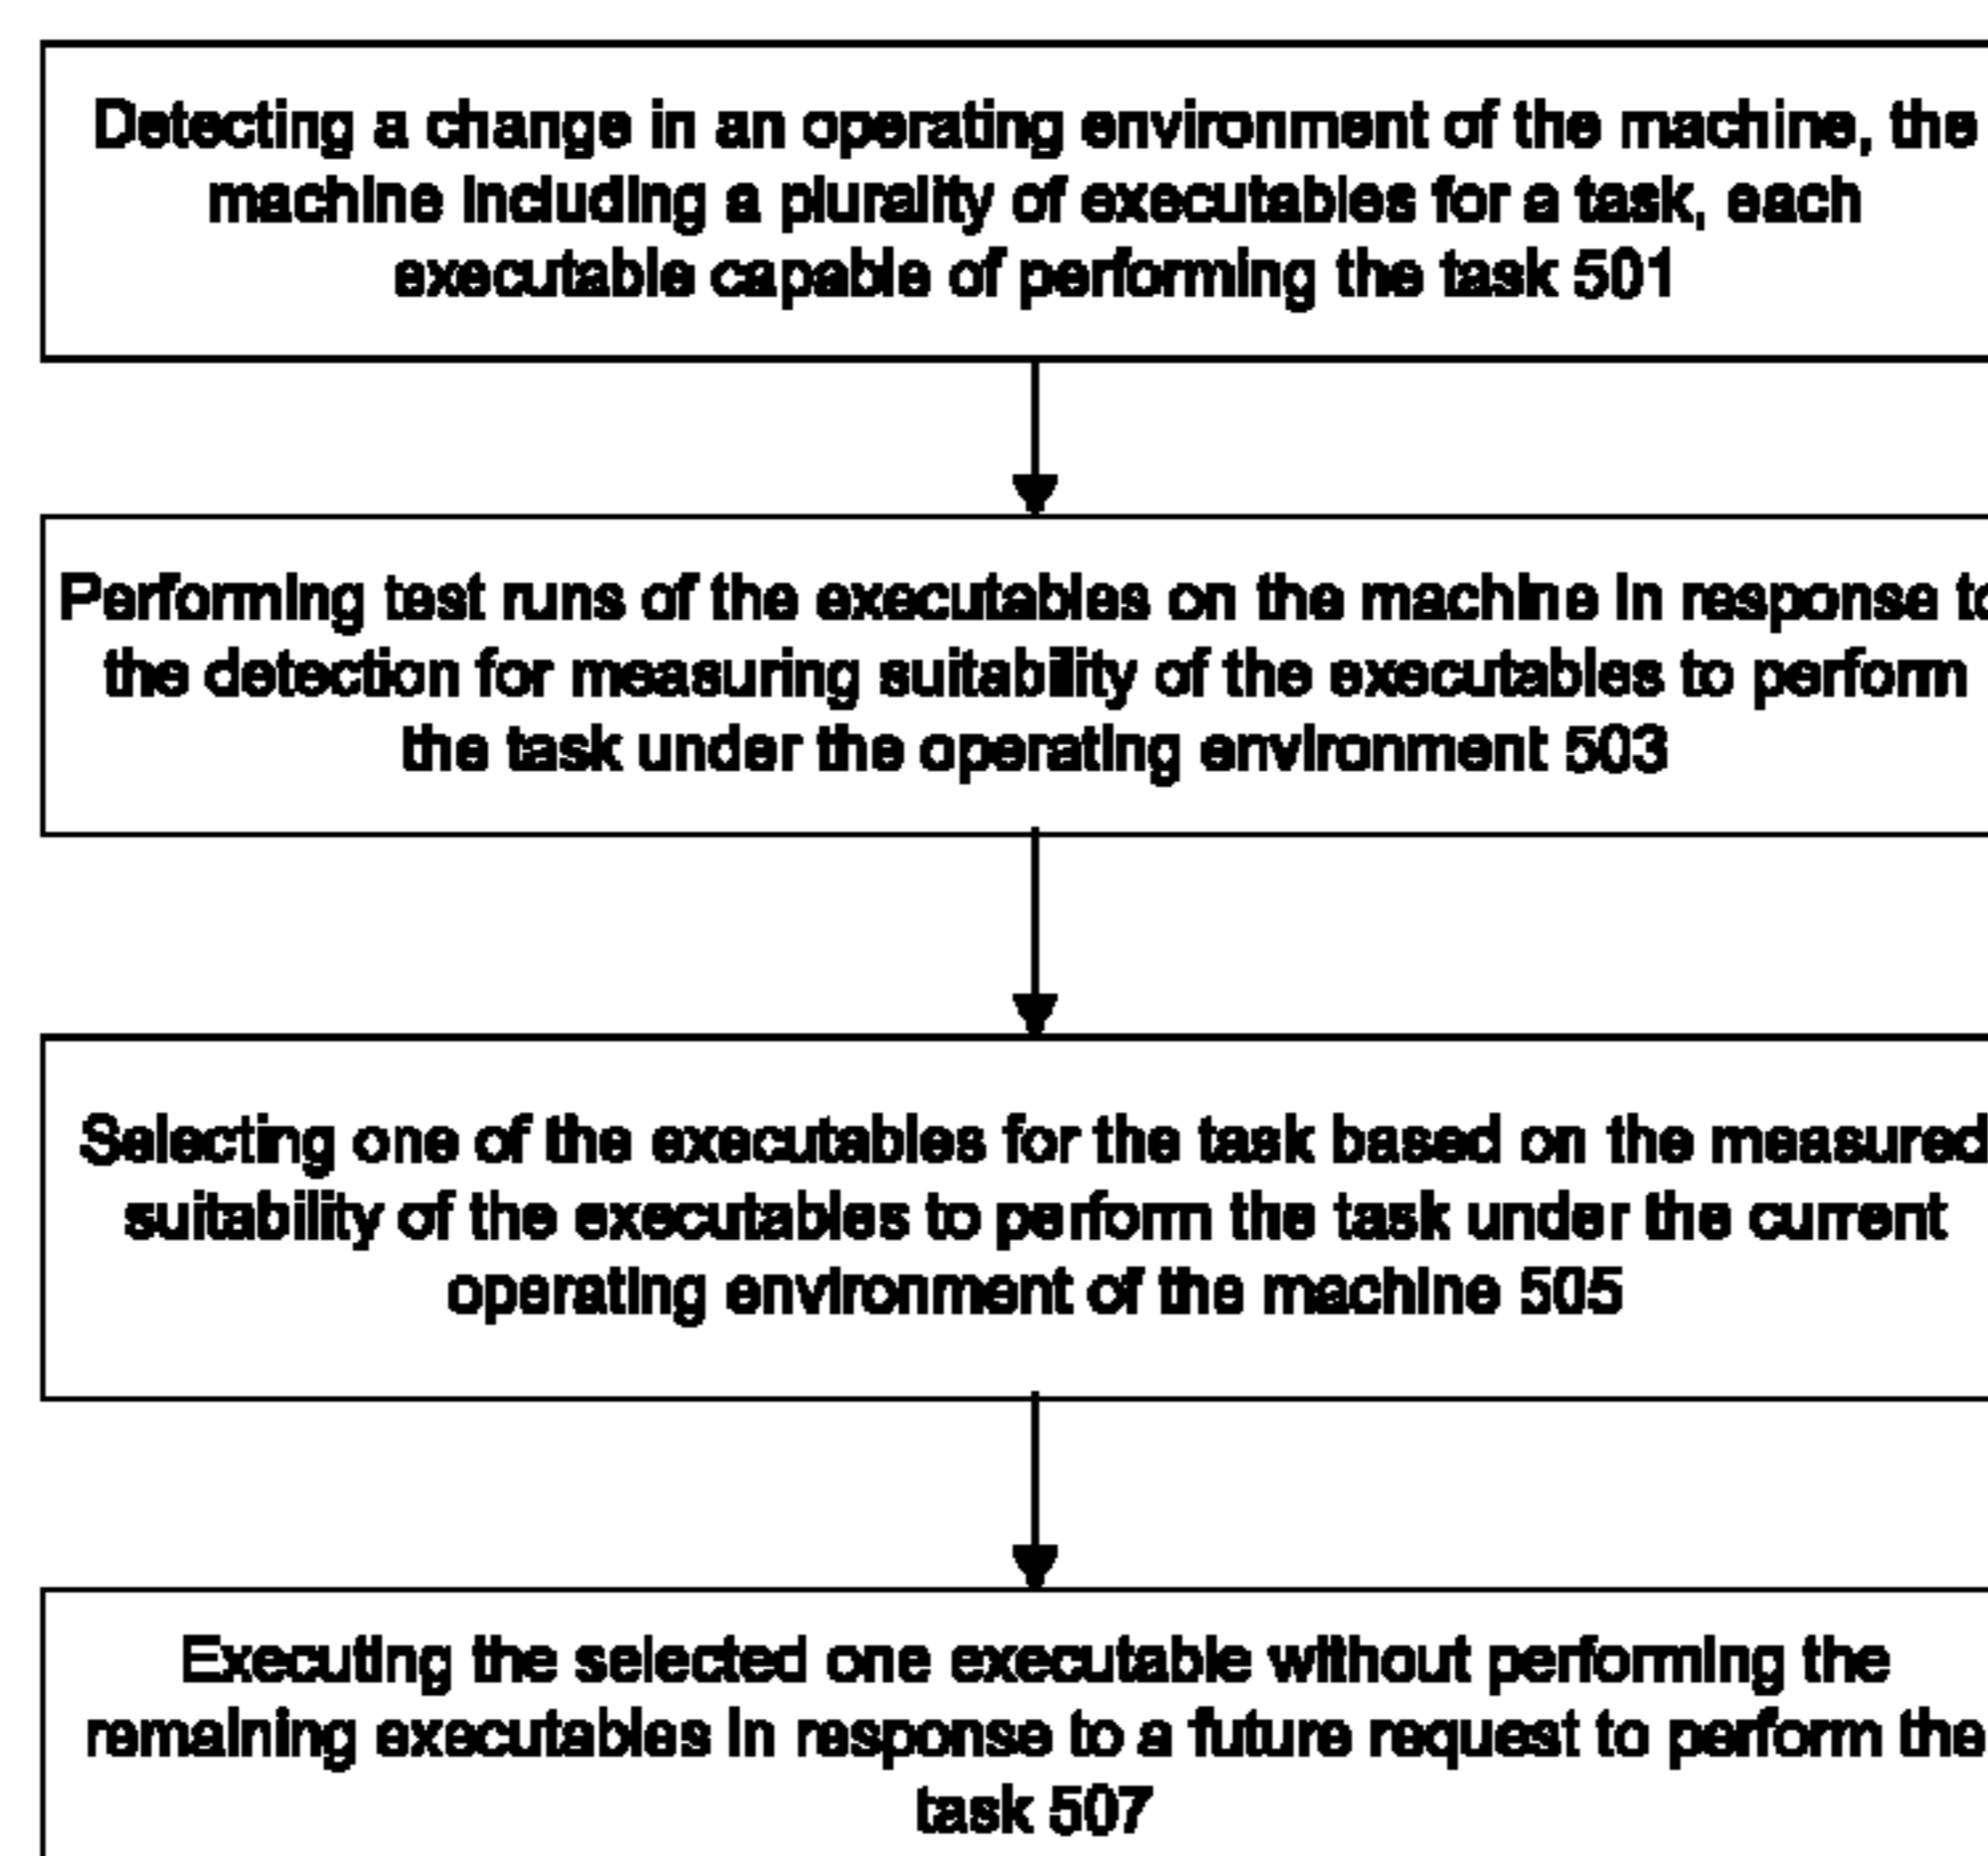 Detecting a change in an operating environment of the machine, the
machine including a plurality of executables for a task, each
executable capable of performing the task 501
Performing test runs of the executables on the machine in response to
the detection for measuring suitability of the executables to perform
the task under the operating environment 503
Selecting one of the executables for the task based on the measured
suitability of the executables to perform the task under the current
operating environment of the machine 505
Executing the selected one executable without performing the
remaining executables in response to a future request to perform the
task 507